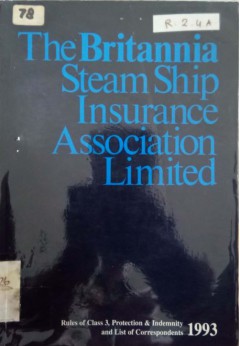 78
R.2.4A
The Britannia
Steam Ship
Insurance
Association
Limited
Rules of Class 3, Protection & Indemnity
and List of Correspondents 1993